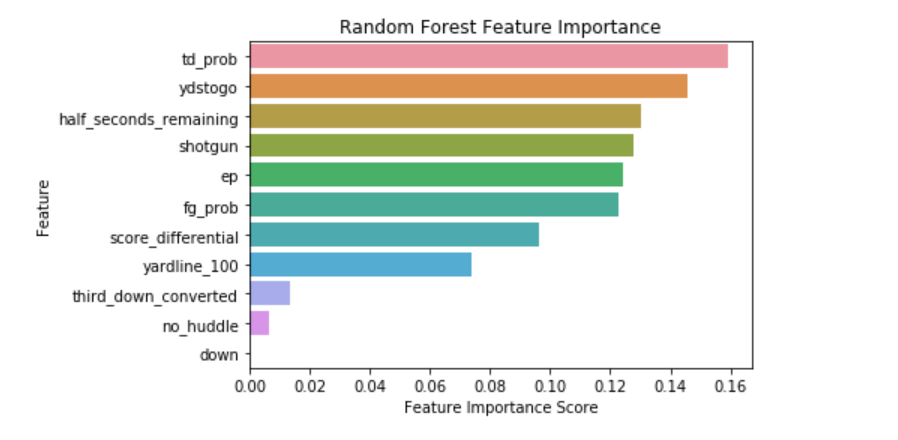 Random Forest Feature Importance
td_prob
ydstogo
half_seconds_remaining
shotgun
ep
fg_prob
score_differential
yardline_100
third_down_converted
no_huddle
down
Feature
0.00 0.02 0.04 0.06 0.08 0.10 0.12 0.14 0.16
Feature Importance Score